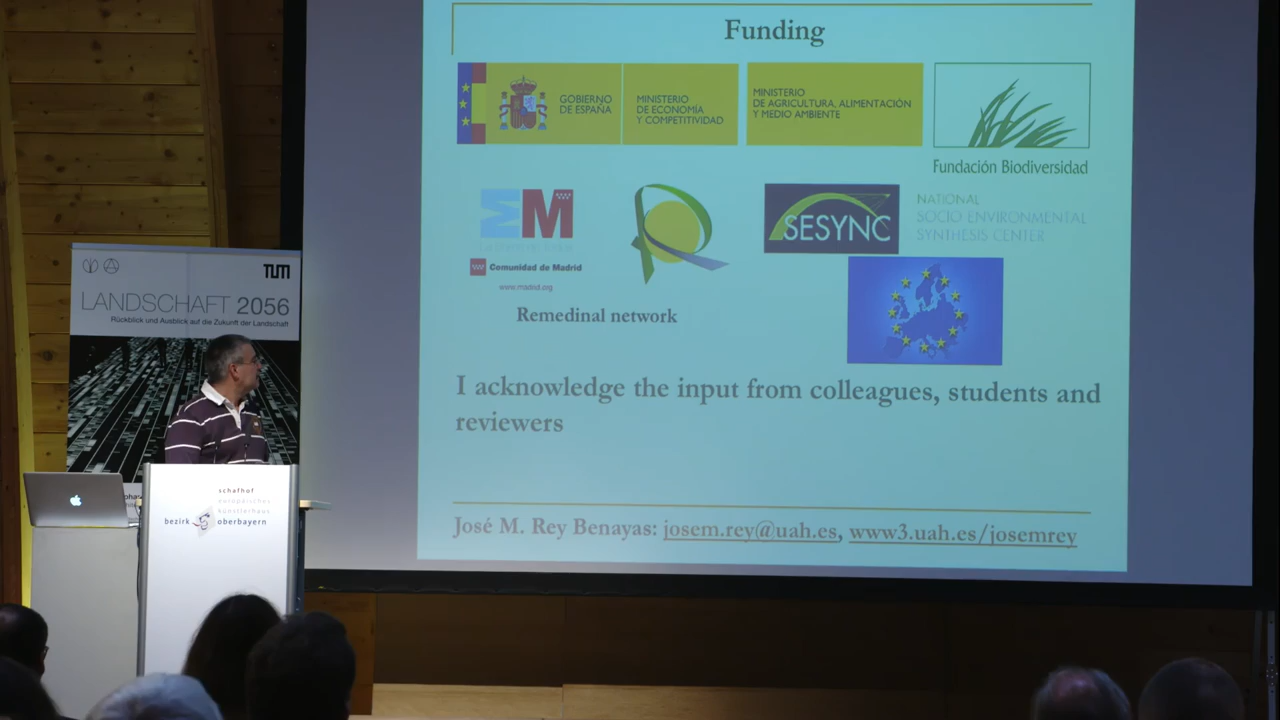 Funding
GOBIERNO
DE ESPAÑA
MINISTERIO
DE ECONOMÍA
Y COMPETITIVIDAD
MINISTERIO
DE AGRICULTURA, ALIMENTACIÓN
Y MEDIO AMBIENTE
Fundación Biodiversidad
EM
Comunidad de Madrid
www.madrid.org
SESYNC
NATIONAL
SOCIO ENVIRONMENTAL
SYNTHESIS CENTER
Remedinal network
I acknowledge the input from colleagues, students and
reviewers
José M. Rey Benayas: josem.rey@uah.es, www3.uah.es/josemrey
TUM
LANDSCHAFT 2056
Rückblick und Ausblick auf die Zukunft der Landschaft
schafhof
europäisches
künstlerhaus
bezirk oberbayern